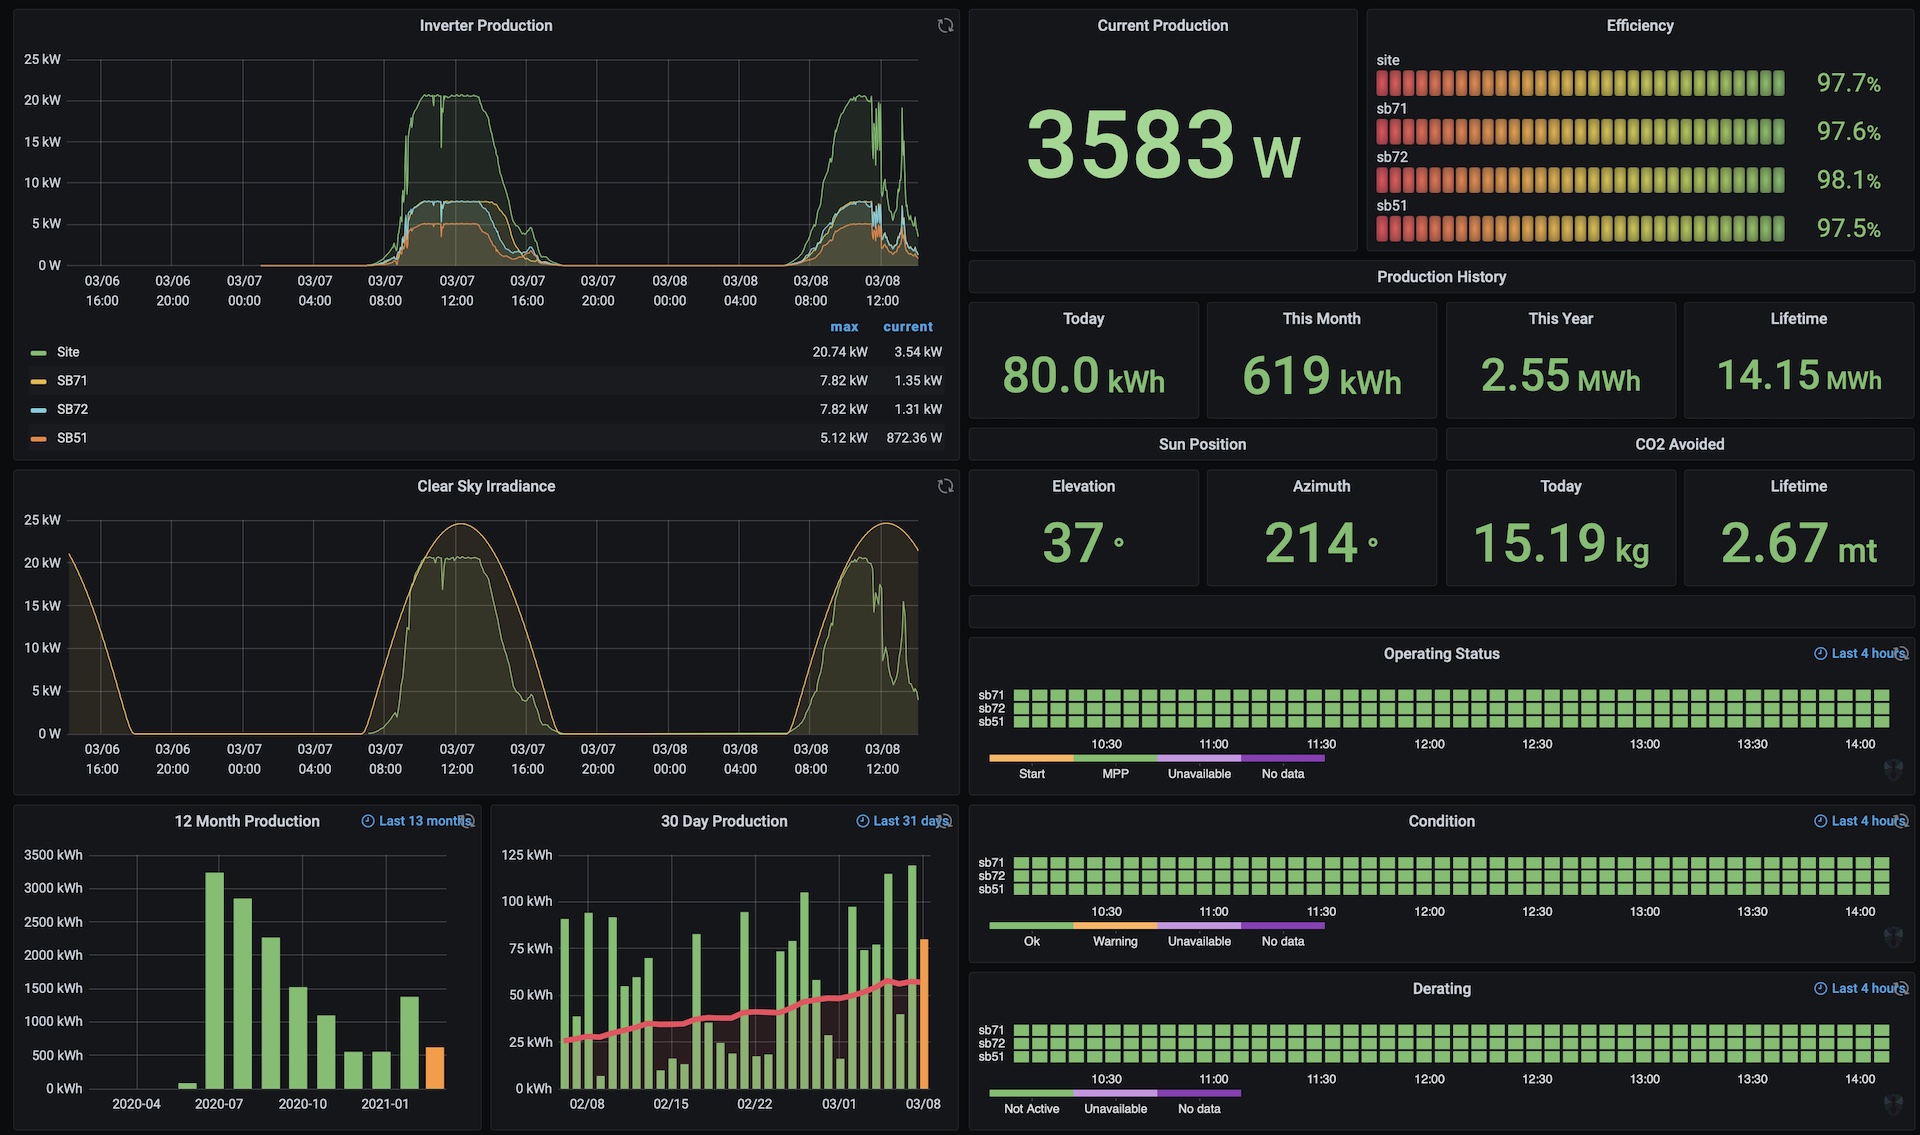 Inverter Production
25 kW
20 kW
15 kW
10 kW
5 kW
0 W
03/06 03/06 03/07 03/07 03/07 03/07 03/07 03/07 03/08 03/08 03/08 03/08
16:00 20:00 00:00 04:00 08:00 12:00 16:00 20:00 00:00 04:00 08:00 12:00
max current
Site 20.74 kW 3.54 kW
SB71 7.82 kW 1.35 kW
SB72 7.82 kW 1.31 kW
SB51 5.12 kW 872.36 W
Current Production
3583 W
Efficiency
site
97.7%
sb71
97.6%
sb72
98.1%
sb51
97.5%
Production History
Today
80.0 kWh
This Month
619 kWh
This Year
2.55 MWh
Lifetime
14.15 MWh
Sun Position
CO2 Avoided
Elevation
37 °
Azimuth
214 °
Today
15.19 kg
Lifetime
2.67 mt
Clear Sky Irradiance
25 kW
20 kW
15 kW
10 kW
5 kW
0 W
03/06 03/06 03/07 03/07 03/07 03/07 03/07 03/07 03/08 03/08 03/08 03/08
16:00 20:00 00:00 04:00 08:00 12:00 16:00 20:00 00:00 04:00 08:00 12:00
Operating Status
Last 4 hours
sb71
sb72
sb51
10:30 11:00 11:30 12:00 12:30 13:00 13:30 14:00
Start MPP Unavailable No data
12 Month Production
Last 13 months
3500 kWh
3000 kWh
2500 kWh
2000 kWh
1500 kWh
1000 kWh
500 kWh
0 kWh
2020-04 2020-07 2020-10 2021-01
30 Day Production
Last 31 days
125 kWh
100 kWh
75 kWh
50 kWh
25 kWh
0 kWh
02/08 02/15 02/22 03/01 03/08
Condition
Last 4 hours
sb71
sb72
sb51
10:30 11:00 11:30 12:00 12:30 13:00 13:30 14:00
Ok Warning Unavailable No data
Derating
Last 4 hours
sb71
sb72
sb51
10:30 11:00 11:30 12:00 12:30 13:00 13:30 14:00
Not Active Unavailable No data